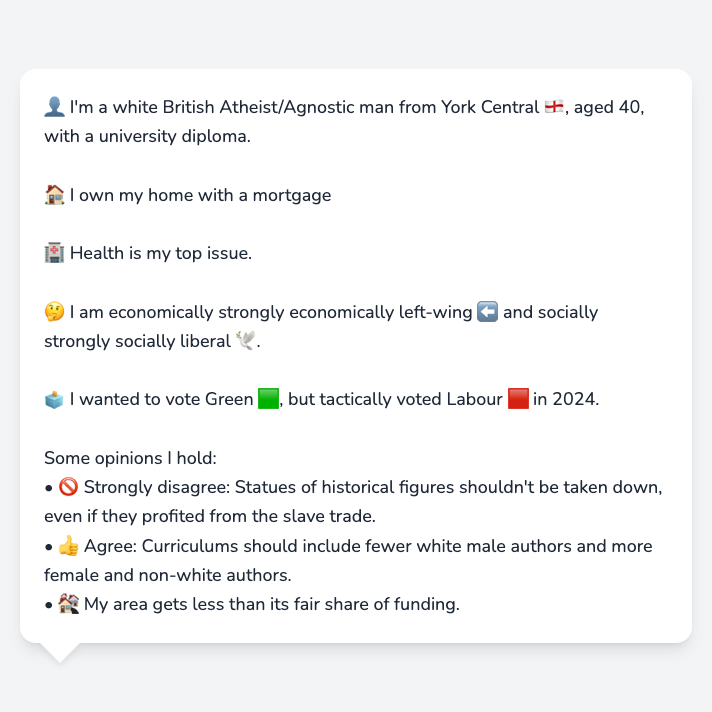 👤 I'm a white British Atheist/Agnostic man from York Central 🏴󠁧󠁢󠁥󠁮󠁧󠁿, aged 40,
with a university diploma.
🏠 I own my home with a mortgage
🏥 Health is my top issue.
🤔 I am economically strongly economically left-wing ⬅️ and socially
strongly socially liberal 🕊️.
🗳️ I wanted to vote Green 🟩, but tactically voted Labour 🟥 in 2024.
Some opinions I hold:
• 🚫 Strongly disagree: Statues of historical figures shouldn't be taken down,
even if they profited from the slave trade.
• 👍 Agree: Curriculums should include fewer white male authors and more
female and non-white authors.
• 🏘️ My area gets less than its fair share of funding.